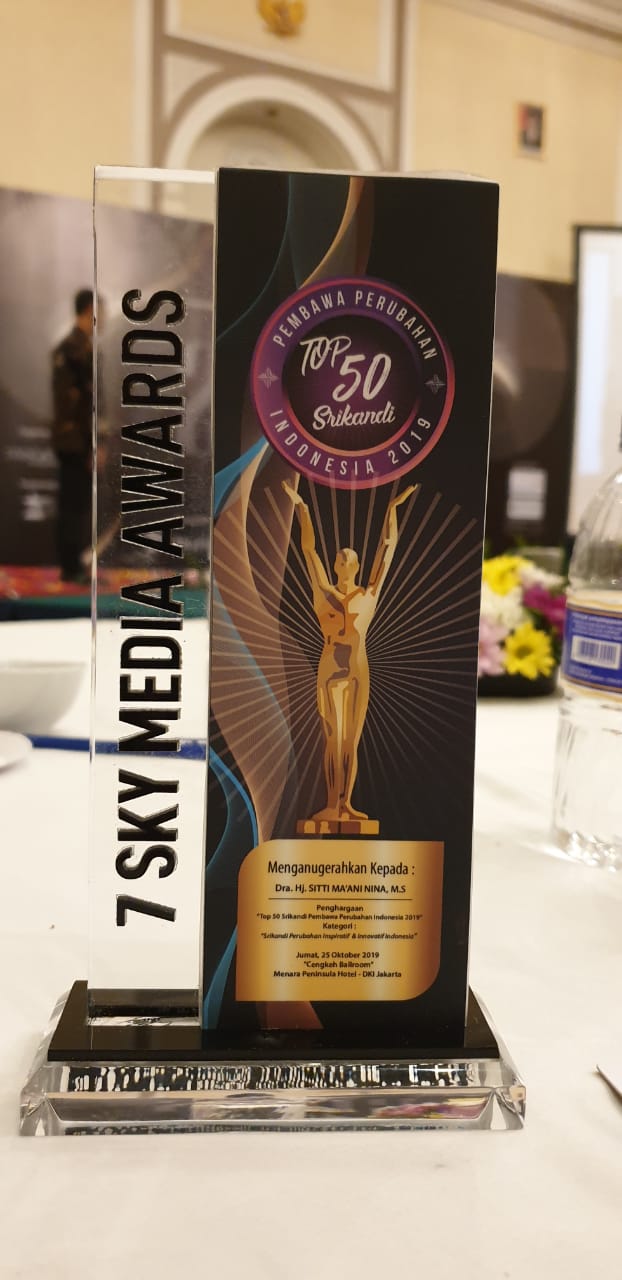 7 SKY MEDIA AWARDS
PEMBAWA PERUBAHAN
TOP
50
Srikandi
INDONESIA 2019
Menganugerahkan Kepada :
Dra. Hj. SITTI MA'ANI NINA, M.S
Penghargaan
"Top 50 Srikandi Pembawa Perubahan Indonesia 2019"
Kategori :
"Srikandi Perubahan Inspiratif & Innovatif Indonesia"
Jumat, 25 Oktober 2019
"Cengkeh Ballroom"
Menara Peninsula Hotel - DKI Jakarta